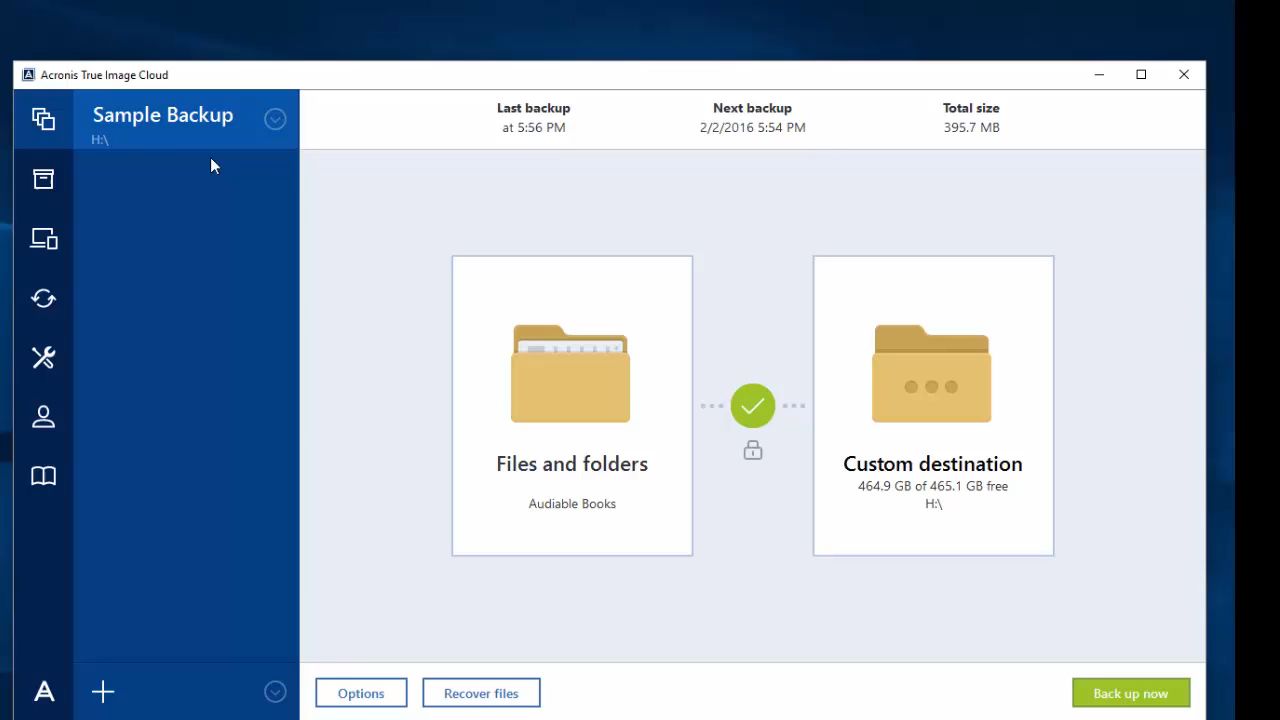 Acronis True Image Cloud
Sample Backup
H:\
Last backup
at 5:56 PM
Next backup
2/2/2016 5:54 PM
Total size
395.7 MB
Files and folders
Audiable Books
Custom destination
464.9 GB of 465.1 GB free
H:\
Options
Recover files
Back up now